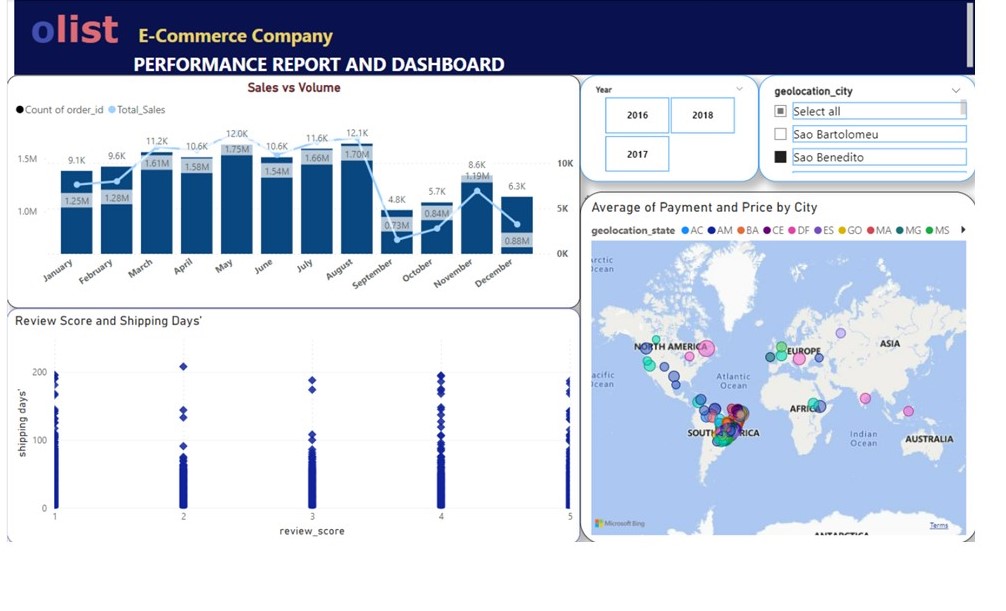 olist E-Commerce Company
PERFORMANCE REPORT AND DASHBOARD
Sales vs Volume
Count of order_id Total_Sales
1.5M
1.0M
10K
5K
0K
9.1K
9.6K
11.2K
10.6K
12.0K
10.6K
11.6K
12.1K
4.8K
5.7K
8.6K
6.3K
1.25M
1.28M
1.61M
1.58M
1.75M
1.54M
1.66M
1.70M
0.73M
0.84M
1.19M
0.88M
January
February
March
April
May
June
July
August
September
October
November
December
Year
2016
2018
2017
geolocation_city
Select all
Sao Bartolomeu
Sao Benedito
Review Score and Shipping Days'
shipping days'
200
100
0
1 2 3 4 5
review_score
Average of Payment and Price by City
geolocation_state AC AM BA CE DF ES GO MA MG MS
NORTH AMERICA
EUROPE
ASIA
Atlantic
Ocean
AFRICA
Indian
Ocean
AUSTRALIA
Microsoft Bing
Terms